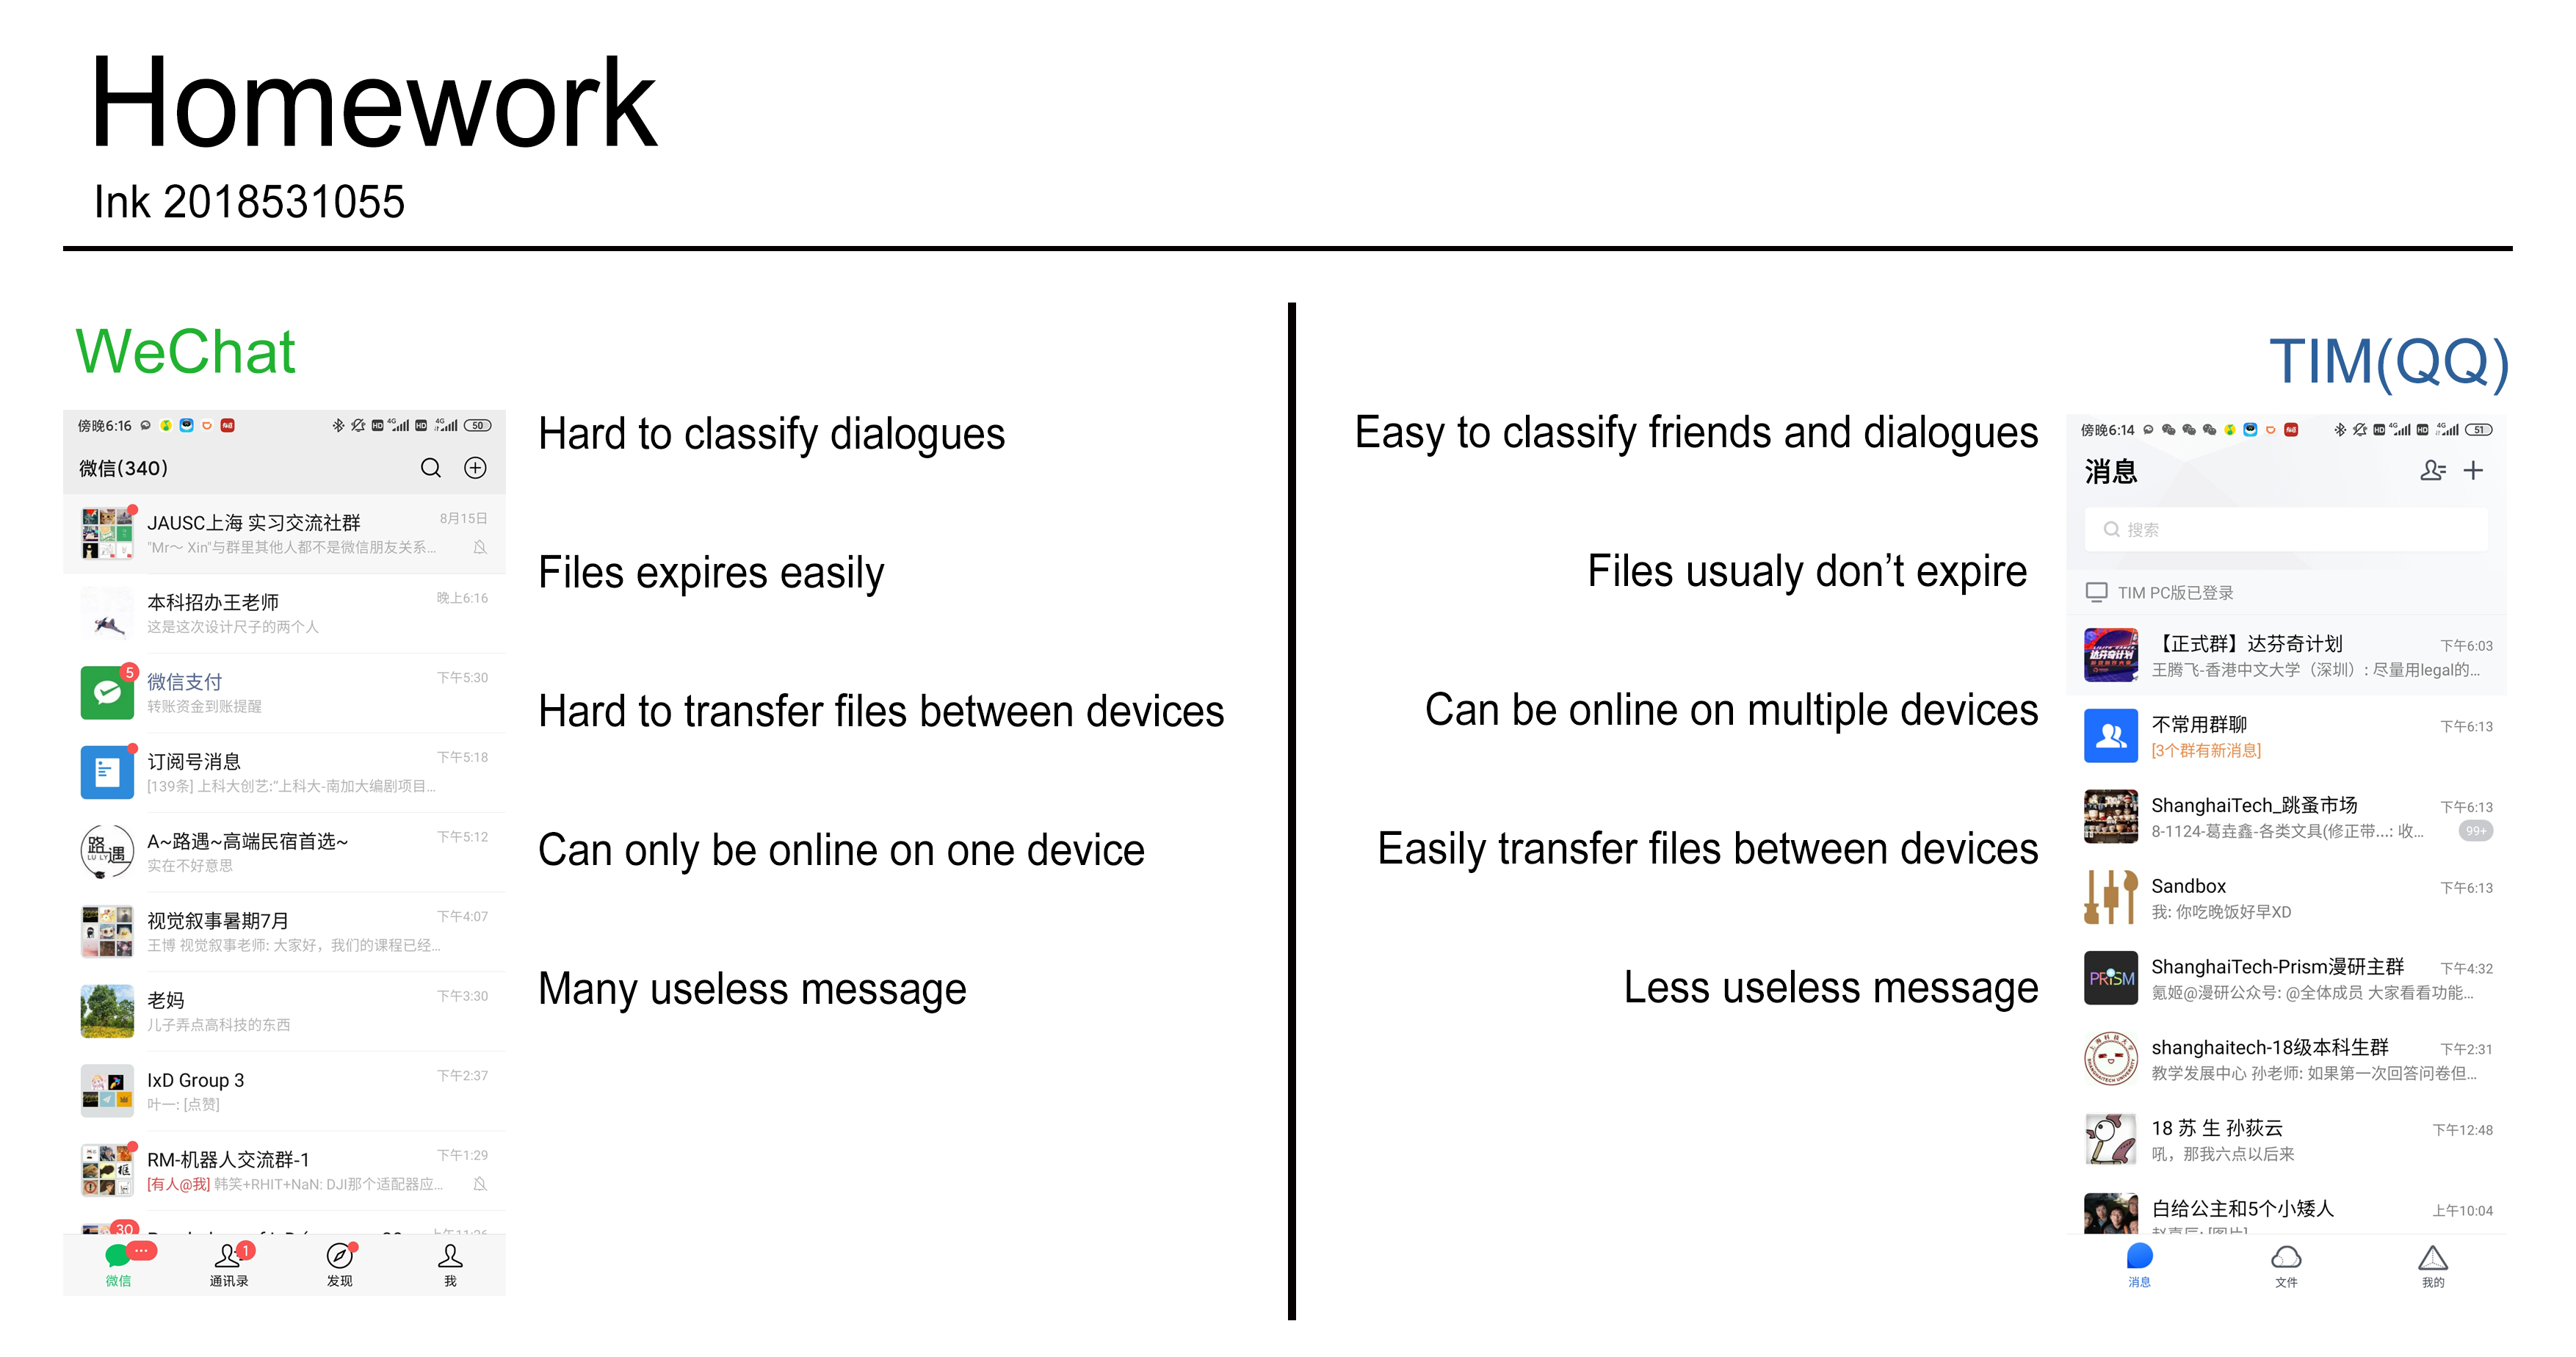 Homework
Ink 2018531055
WeChat
傍晚6:16
50
微信(340)
JAUSC上海 实习交流社群
8月15日
"Mr～ Xin"与群里其他人都不是微信朋友关系...
本科招办王老师
晚上6:16
这是这次设计尺子的两个人
5
微信支付
下午5:30
转账资金到账提醒
订阅号消息
下午5:18
[139条] 上科大创艺:“上科大-南加大编剧项目...
路遇
LU LY
A~路遇~高端民宿首选~
下午5:12
实在不好意思
视觉叙事暑期7月
下午4:07
王博 视觉叙事老师: 大家好，我们的课程已经...
老妈
下午3:30
儿子弄点高科技的东西
IxD Group 3
下午2:37
叶一: [点赞]
RM-机器人交流群-1
下午1:29
[有人@我] 韩笑+RHIT+NaN: DJI那个适配器应...
30
微信
1
通讯录
发现
我
Hard to classify dialogues
Files expires easily
Hard to transfer files between devices
Can only be online on one device
Many useless message
TIM(QQ)
Easy to classify friends and dialogues
Files usualy don’t expire
Can be online on multiple devices
Easily transfer files between devices
Less useless message
傍晚6:14
51
消息
搜索
TIM PC版已登录
达芬奇计划
【正式群】达芬奇计划
下午6:03
王腾飞-香港中文大学（深圳）: 尽量用legal的...
不常用群聊
下午6:13
[3个群有新消息]
ShanghaiTech_跳蚤市场
下午6:13
8-1124-葛垚鑫-各类文具(修正带...: 收...
99+
Sandbox
下午6:13
我: 你吃晚饭好早XD
PRISM
ShanghaiTech-Prism漫研主群
下午4:32
氪姬@漫研公众号: @全体成员 大家看看功能...
shanghaitech-18级本科生群
下午2:31
教学发展中心 孙老师: 如果第一次回答问卷但...
18 苏 生 孙荻云
下午12:48
吼，那我六点以后来
白给公主和5个小矮人
上午10:04
消息
文件
我的